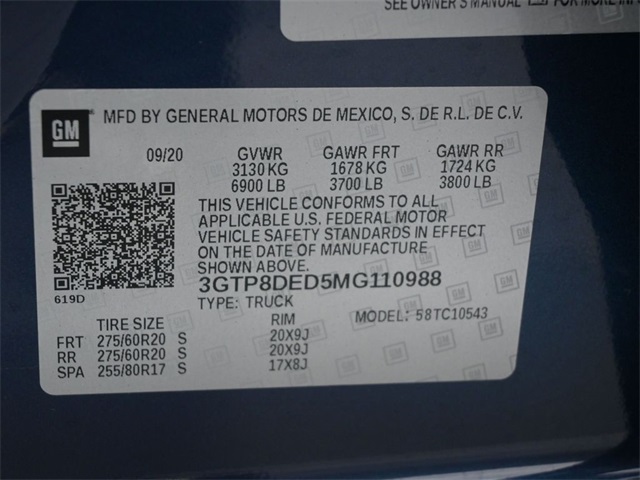 SEE OWNER'S MANUAL FOR MORE
GM
MFD BY GENERAL MOTORS DE MEXICO, S. DE R.L. DE C.V.
09/20 GVWR GAWR FRT GAWR RR
3130 KG 1678 KG 1724 KG
6900 LB 3700 LB 3800 LB
THIS VEHICLE CONFORMS TO ALL
APPLICABLE U.S. FEDERAL MOTOR
VEHICLE SAFETY STANDARDS IN EFFECT
ON THE DATE OF MANUFACTURE
SHOWN ABOVE.
619D
3GTP8DED5MG110988
TYPE: TRUCK MODEL: 58TC10543
TIRE SIZE RIM
FRT 275/60R20 S 20X9J
RR 275/60R20 S 20X9J
SPA 255/80R17 S 17X8J